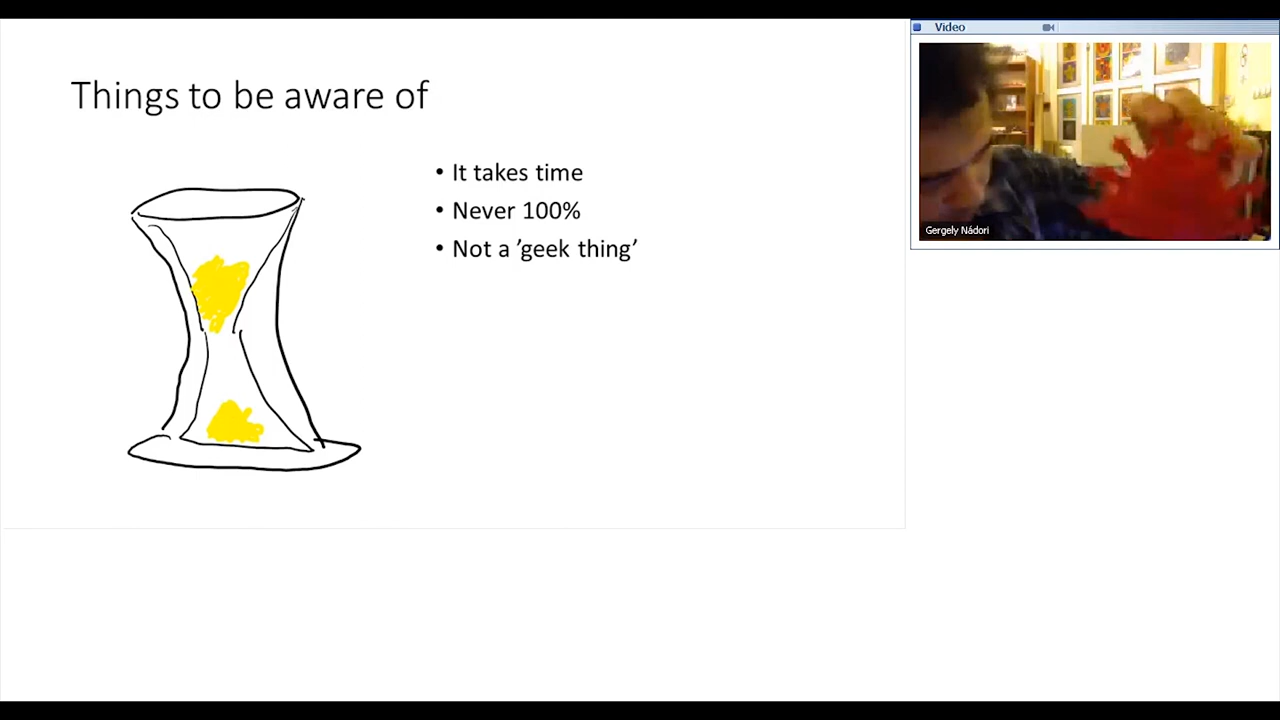 Video
Things to be aware of
• It takes time
• Never 100%
• Not a ’geek thing’
Gergely Nádori